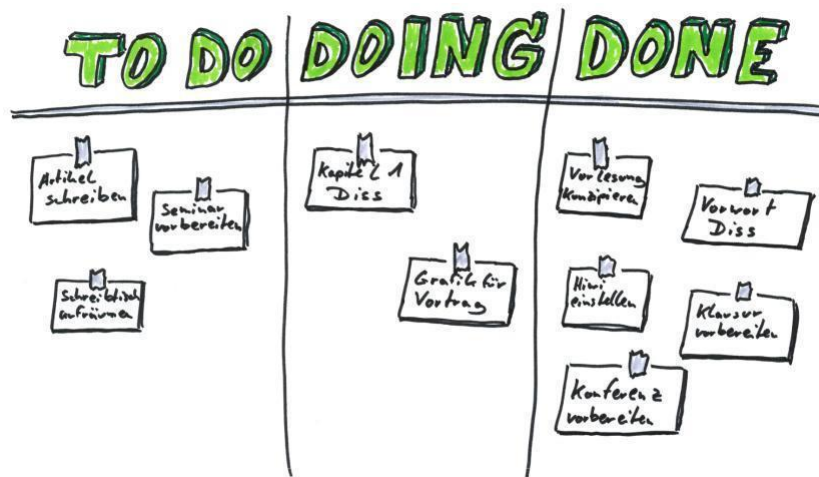 TO DO
DOING
DONE
Artikel
schreiben
Seminar
vorbereiten
Schreibtisch
aufräumen
Kapitel 1
Diss
Grafik für
Vortrag
Vorlesung
Konzipieren
Vorwort
Diss
Hiwi
einstellen
Klausur
vorbereiten
Konferenz
vorbereiten